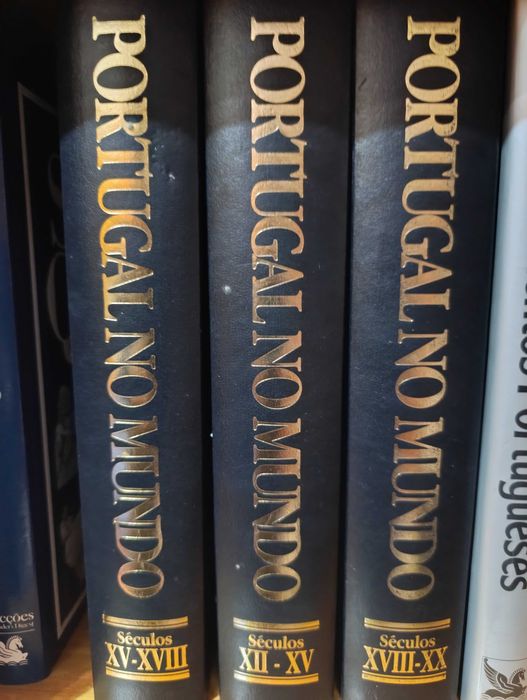 PORTUGAL NO MUNDO
Séculos
XV-XVIII
PORTUGAL NO MUNDO
Séculos
XII - XV
PORTUGAL NO MUNDO
Séculos
XVIII-XX
Portugueses